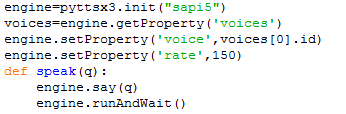 engine=pyttsx3.init("sapi5")
voices=engine.getProperty('voices')
engine.setProperty('voice',voices[0].id)
engine.setProperty('rate',150)
def speak(q):
    engine.say(q)
    engine.runAndWait()